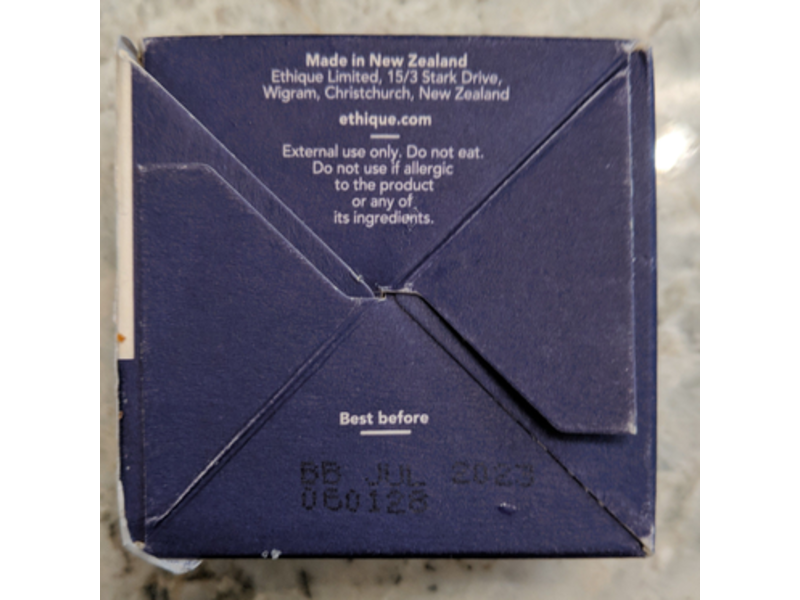 Made in New Zealand
Ethique Limited, 15/3 Stark Drive,
Wigram, Christchurch, New Zealand
ethique.com
External use only. Do not eat.
Do not use if allergic
to the product
or any of
its ingredients.
Best before
BB JUL 2023
060128